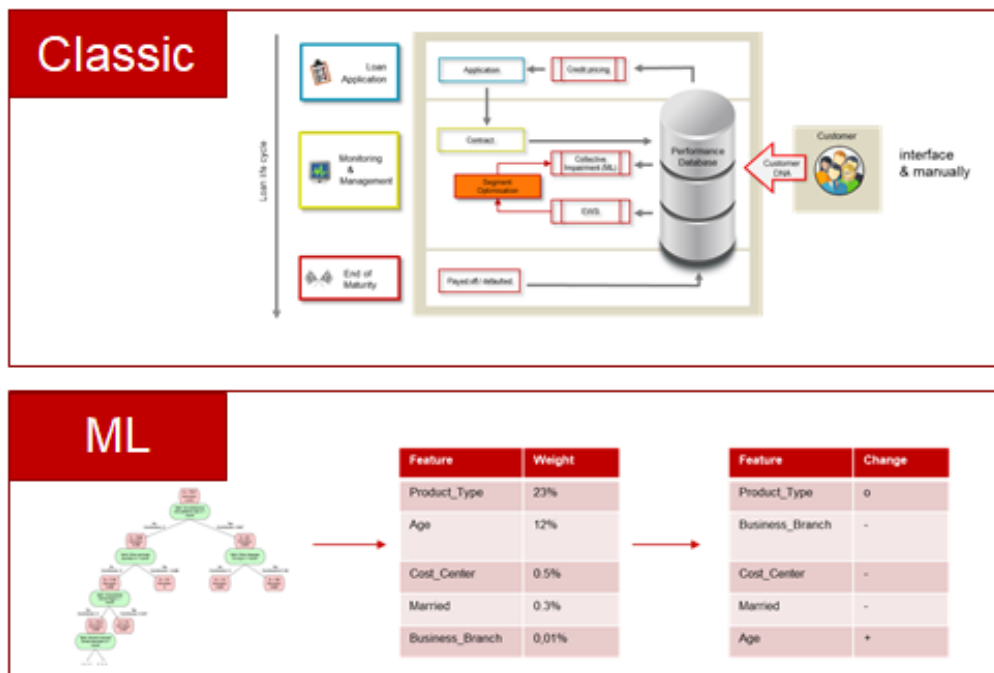 Classic
Loan life cycle
Loan
Application
Monitoring
&
Management
End of
Maturity
Application
Credit pricing
Contract
Collective
Impairment (ML)
Segment
Optimisation
EWS
Payed off / defaulted
Performance
Database
Customer
DNA
Customer
interface
& manually
ML
Feature Weight
Product_Type 23%
Age 12%
Cost_Center 0.5%
Married 0.3%
Business_Branch 0,01%
Feature Change
Product_Type o
Business_Branch -
Cost_Center -
Married -
Age +